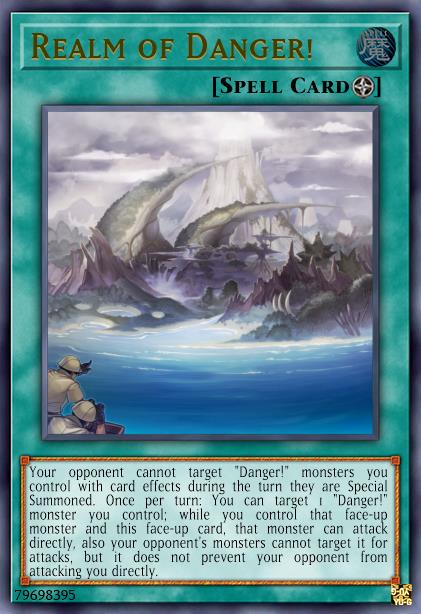 Realm of Danger!
魔
[Spell Card]
Your opponent cannot target "Danger!" monsters you
control with card effects during the turn they are Special
Summoned. Once per turn: You can target 1 "Danger!"
monster you control; while you control that face-up
monster and this face-up card, that monster can attack
directly, also your opponent's monsters cannot target it for
attacks, but it does not prevent your opponent from
attacking you directly.
79698395